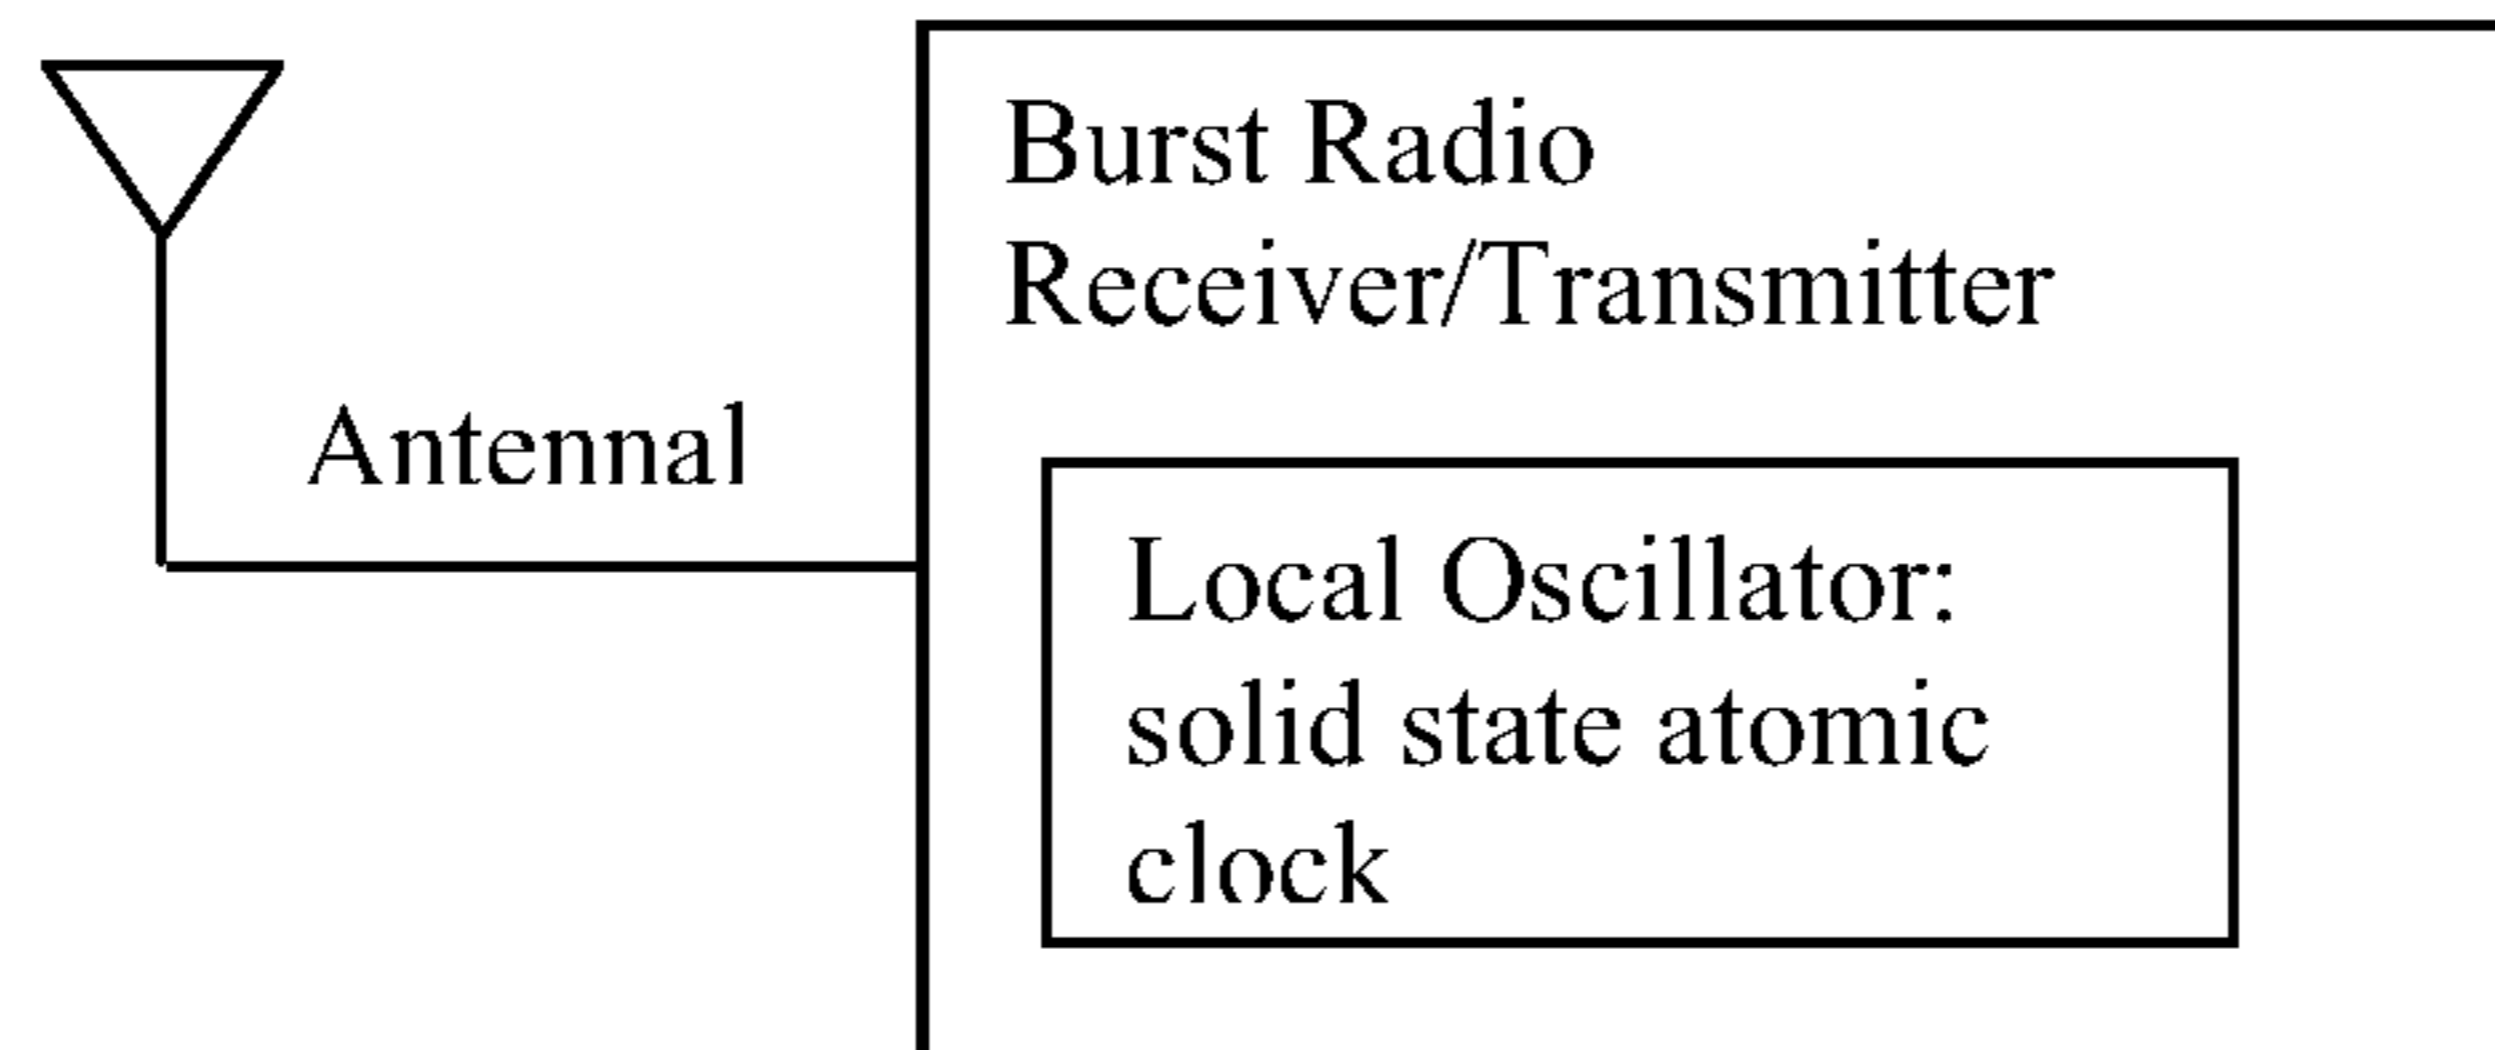 Burst Radio
Receiver/Transmitter
Antennal
Local Oscillator:
solid state atomic
clock